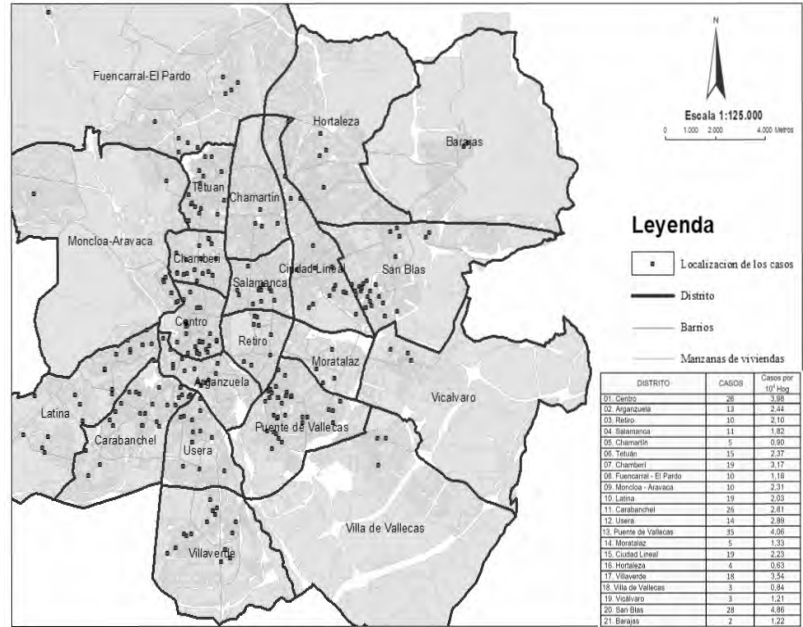 Fuencarral-El Pardo
Hortaleza
Barajas
Tetuan
Chamartín
Moncloa-Aravaca
Chamberí
Ciudad Lineal
San Blas
Salamanca
Centro
Retiro
Moratalaz
Arganzuela
Vicalvaro
Latina
Carabanchel
Puente de Vallecas
Usera
Villa de Vallecas
Villaverde
N
Escala 1:125.000
0 1.000 2.000 4.000 Metros
Leyenda
Localizacion de los casos
Distrito
Barrios
Manzanas de viviendas
DISTRITO CASOS Casos por 10⁴ Hog
01. Centro 26 3,98
02. Arganzuela 13 2,44
03. Retiro 10 2,10
04. Salamanca 11 1,82
05. Chamartín 5 0,90
06. Tetuán 15 2,37
07. Chamberí 19 3,17
08. Fuencarral - El Pardo 10 1,18
09. Moncloa - Aravaca 10 2,31
10. Latina 19 2,03
11. Carabanchel 26 2,81
12. Usera 14 2,89
13. Puente de Vallecas 35 4,06
14. Moratalaz 5 1,33
15. Ciudad Lineal 19 2,23
16. Hortaleza 4 0,63
17. Villaverde 18 3,54
18. Villa de Vallecas 3 0,84
19. Vicálvaro 3 1,21
20. San Blas 28 4,86
21. Barajas 2 1,22